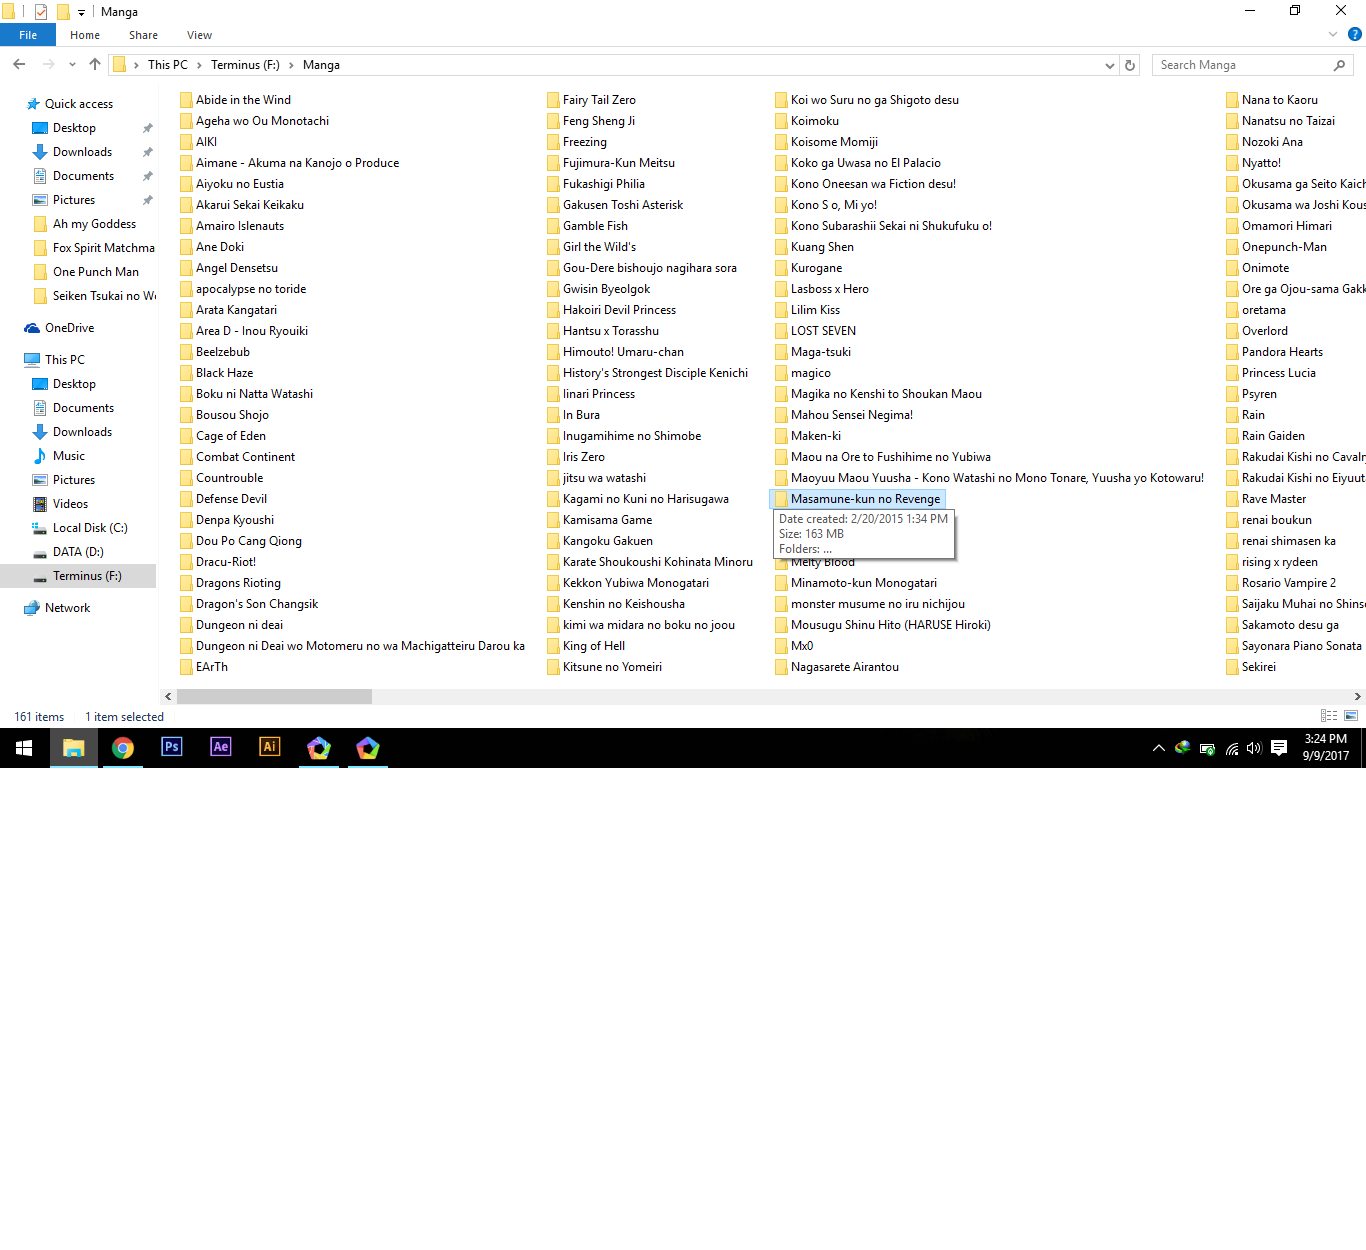 Manga
File Home Share View
This PC Terminus (F:) Manga
Search Manga
Quick access
Desktop
Downloads
Documents
Pictures
Ah my Goddess
Fox Spirit Matchma
One Punch Man
Seiken Tsukai no W
OneDrive
This PC
Desktop
Documents
Downloads
Music
Pictures
Videos
Local Disk (C:)
DATA (D:)
Terminus (F:)
Network
Abide in the Wind
Ageha wo Ou Monotachi
AIKI
Aimane - Akuma na Kanojo o Produce
Aiyoku no Eustia
Akarui Sekai Keikaku
Amairo Islenauts
Ane Doki
Angel Densetsu
apocalypse no toride
Arata Kangatari
Area D - Inou Ryouiki
Beelzebub
Black Haze
Boku ni Natta Watashi
Bousou Shojo
Cage of Eden
Combat Continent
Countrouble
Defense Devil
Denpa Kyoushi
Dou Po Cang Qiong
Dracu-Riot!
Dragons Rioting
Dragon's Son Changsik
Dungeon ni deai
Dungeon ni Deai wo Motomeru no wa Machigatteiru Darou ka
EArTh
Fairy Tail Zero
Feng Sheng Ji
Freezing
Fujimura-Kun Meitsu
Fukashigi Philia
Gakusen Toshi Asterisk
Gamble Fish
Girl the Wild's
Gou-Dere bishoujo nagihara sora
Gwisin Byeolgok
Hakoiri Devil Princess
Hantsu x Torasshu
Himouto! Umaru-chan
History's Strongest Disciple Kenichi
Iinari Princess
In Bura
Inugamihime no Shimobe
Iris Zero
jitsu wa watashi
Kagami no Kuni no Harisugawa
Kamisama Game
Kangoku Gakuen
Karate Shoukoushi Kohinata Minoru
Kekkon Yubiwa Monogatari
Kenshin no Keishousha
kimi wa midara no boku no joou
King of Hell
Kitsune no Yomeiri
Koi wo Suru no ga Shigoto desu
Koimoku
Koisome Momiji
Koko ga Uwasa no El Palacio
Kono Oneesan wa Fiction desu!
Kono S o, Mi yo!
Kono Subarashii Sekai ni Shukufuku o!
Kuang Shen
Kurogane
Lasboss x Hero
Lilim Kiss
LOST SEVEN
Maga-tsuki
magico
Magika no Kenshi to Shoukan Maou
Mahou Sensei Negima!
Maken-ki
Maou na Ore to Fushihime no Yubiwa
Maoyuu Maou Yuusha - Kono Watashi no Mono Tonare, Yuusha yo Kotowaru!
Masamune-kun no Revenge
Date created: 2/20/2015 1:34 PM
Size: 163 MB
Folders: ...
Melty Blood
Minamoto-kun Monogatari
monster musume no iru nichijou
Mousugu Shinu Hito (HARUSE Hiroki)
Mx0
Nagasarete Airantou
Nana to Kaoru
Nanatsu no Taizai
Nozoki Ana
Nyatto!
Okusama ga Seito Kaich
Okusama wa Joshi Kous
Omamori Himari
Onepunch-Man
Onimote
Ore ga Ojou-sama Gakk
oretama
Overlord
Pandora Hearts
Princess Lucia
Psyren
Rain
Rain Gaiden
Rakudai Kishi no Cavalr
Rakudai Kishi no Eiyuut
Rave Master
renai boukun
renai shimasen ka
rising x rydeen
Rosario Vampire 2
Saijaku Muhai no Shins
Sakamoto desu ga
Sayonara Piano Sonata
Sekirei
161 items 1 item selected
Ps Ae Ai
3:24 PM
9/9/2017